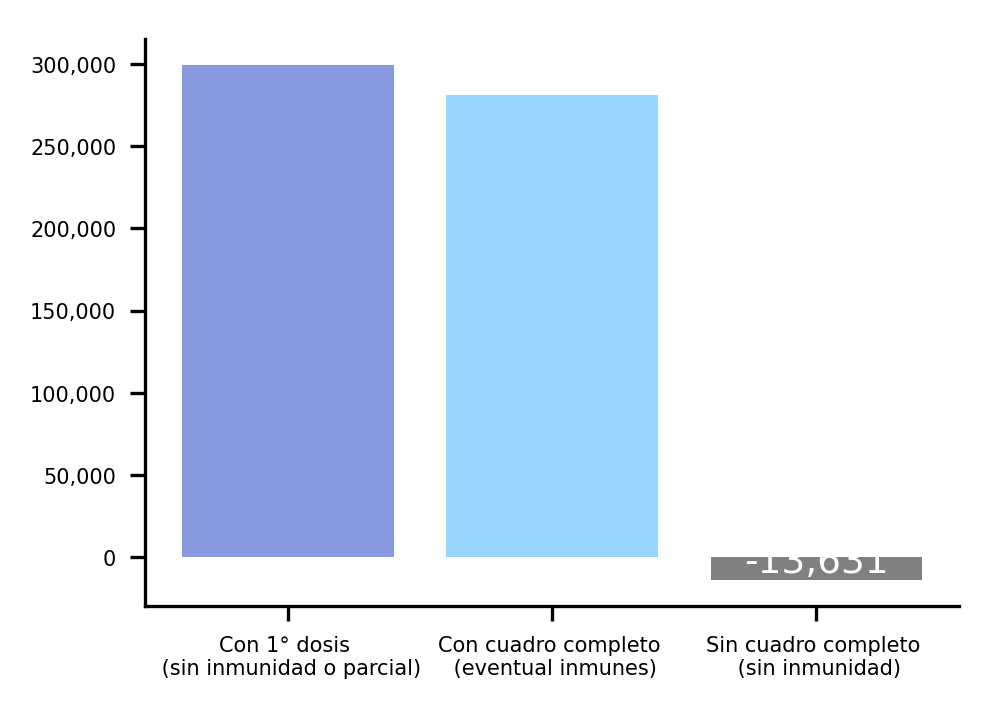 300,000
250,000
200,000
150,000
100,000
50,000
0
-13,631
Con 1° dosis
(sin inmunidad o parcial)
Con cuadro completo
(eventual inmunes)
Sin cuadro completo
(sin inmunidad)